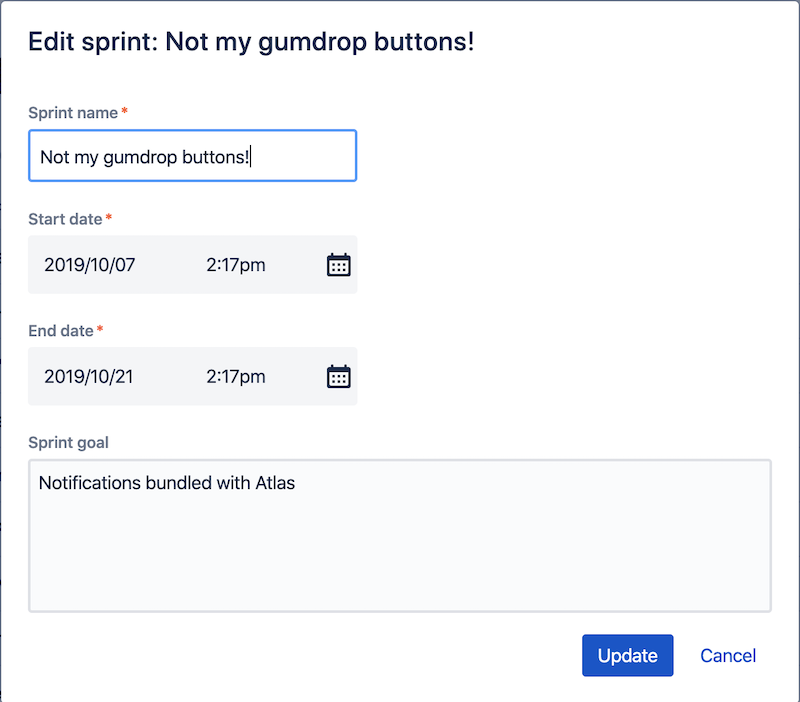 Edit sprint: Not my gumdrop buttons!
Sprint name*
Not my gumdrop buttons!
Start date*
2019/10/07 2:17pm
End date*
2019/10/21 2:17pm
Sprint goal
Notifications bundled with Atlas
Update Cancel